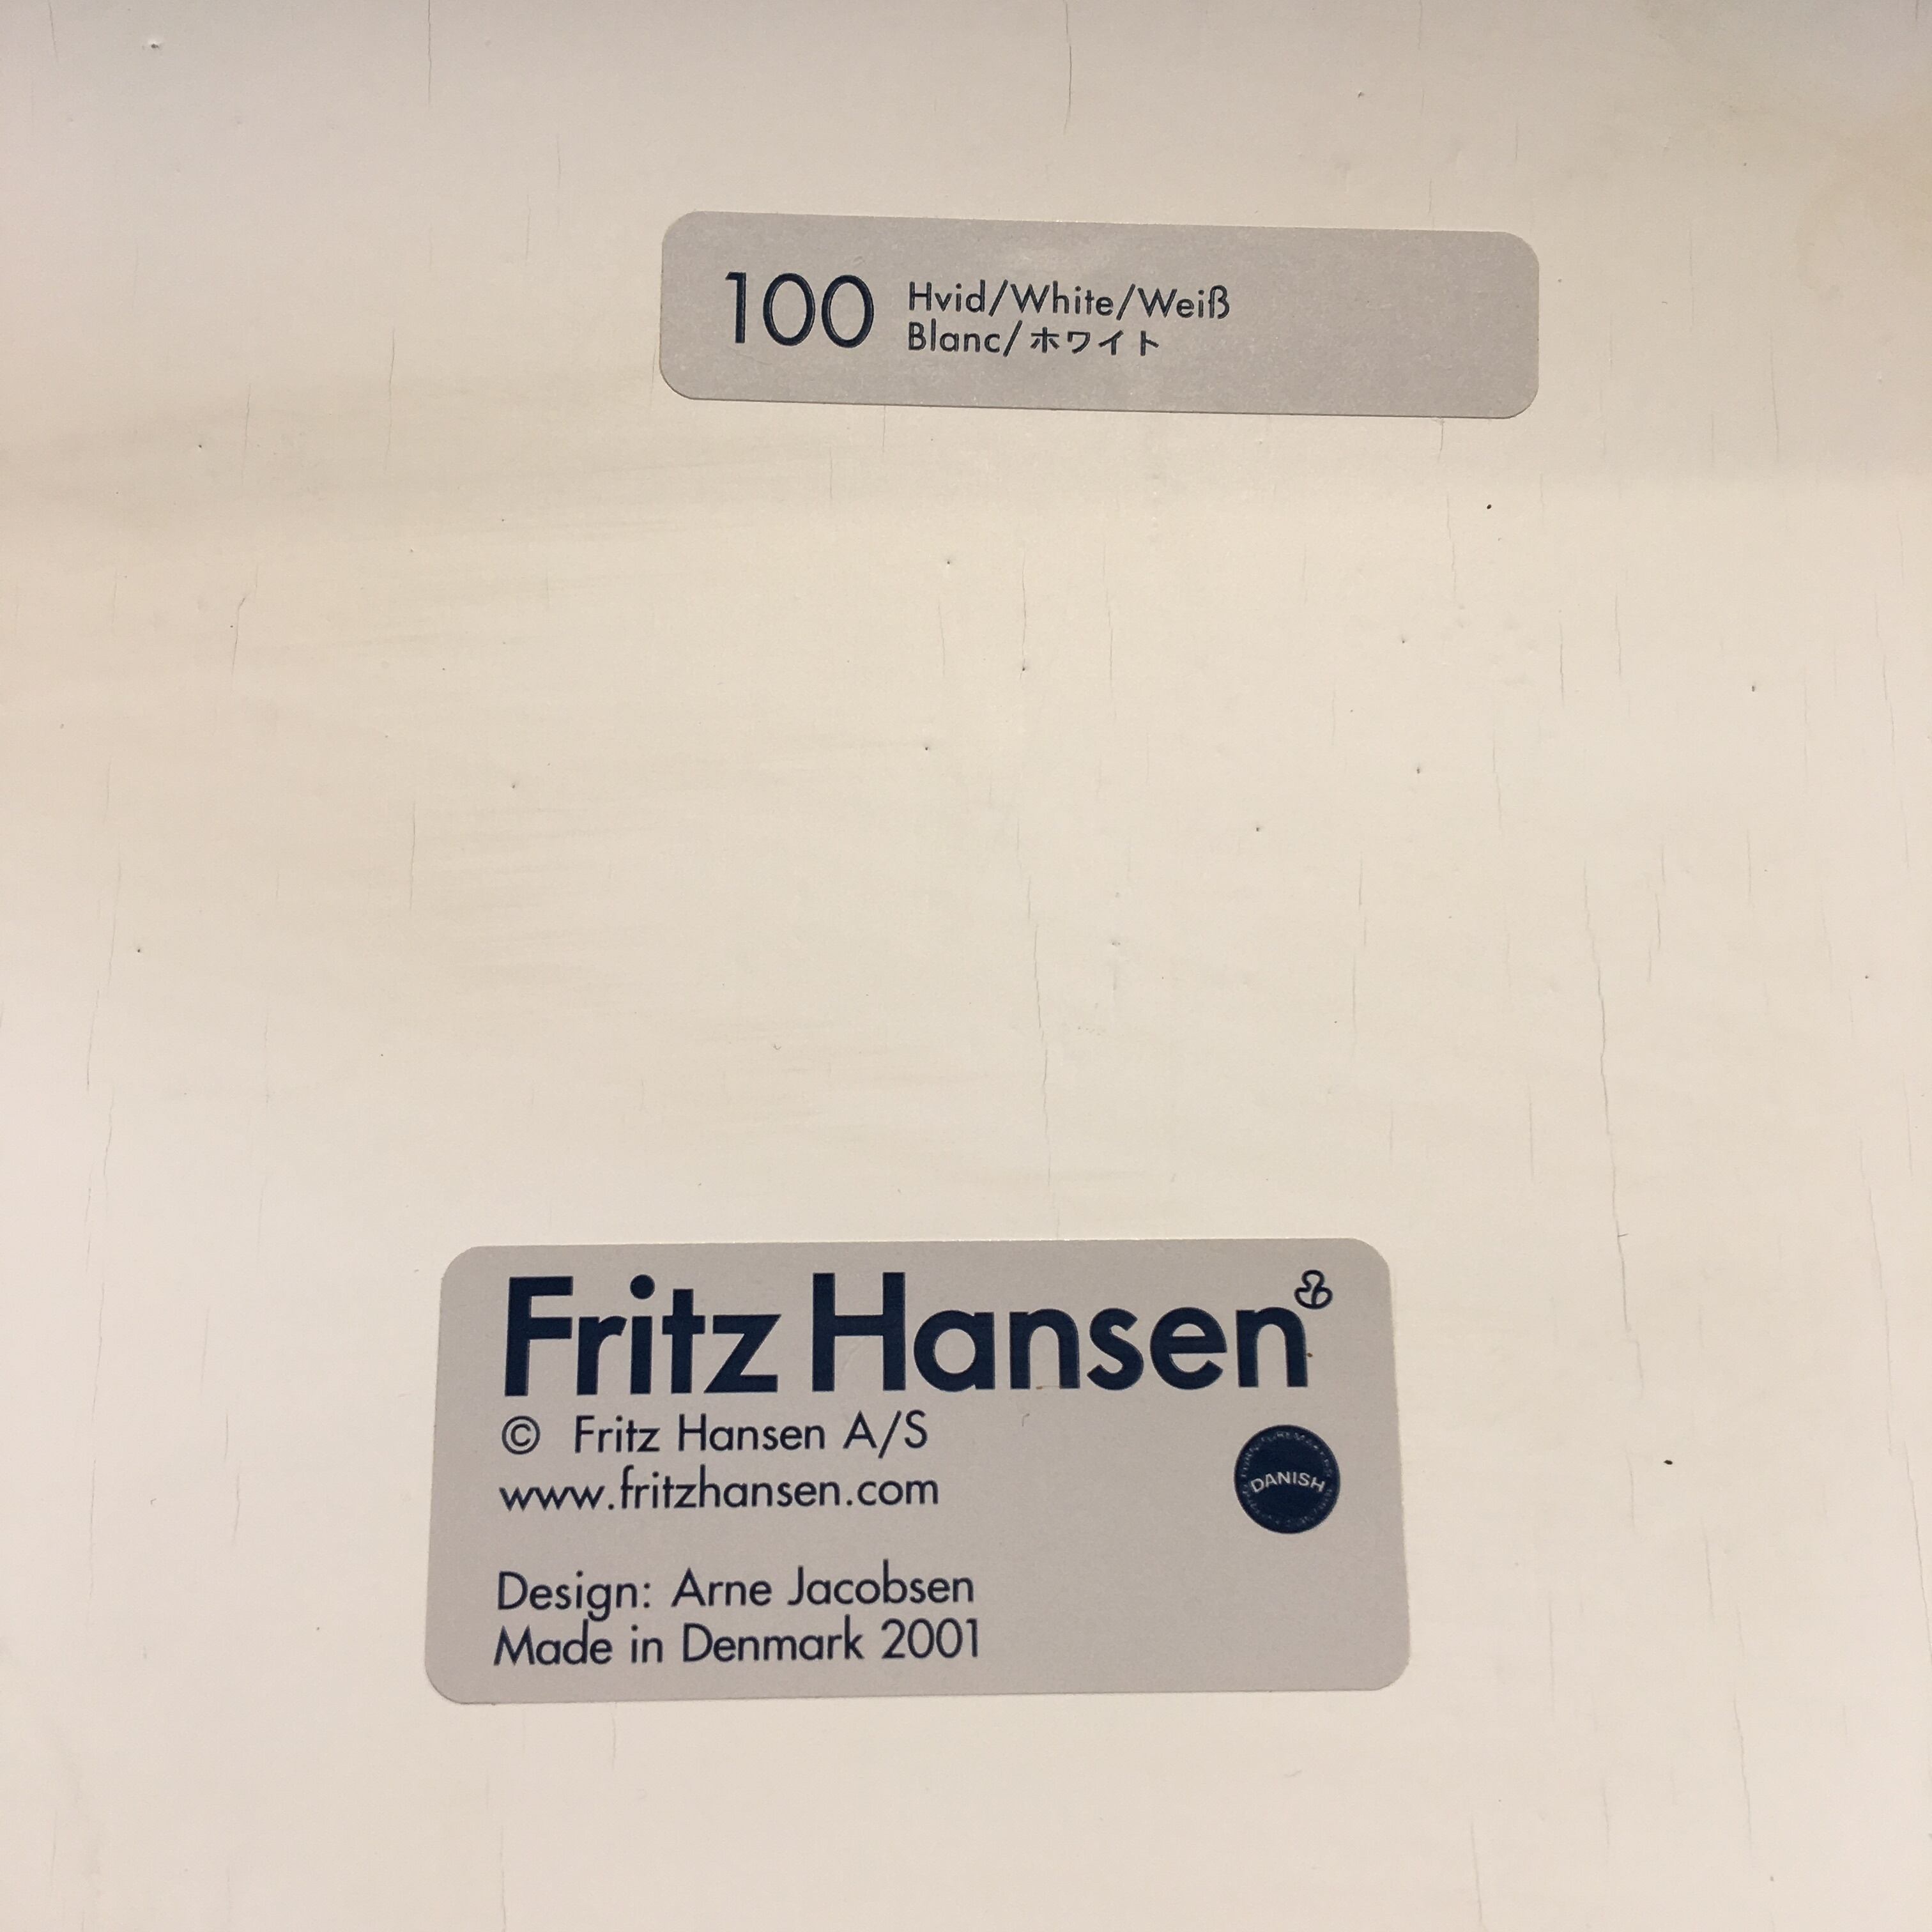 100 Hvid/White/Weiß
Blanc/ホワイト
Fritz Hansen
© Fritz Hansen A/S
www.fritzhansen.com
DANISH
Design: Arne Jacobsen
Made in Denmark 2001